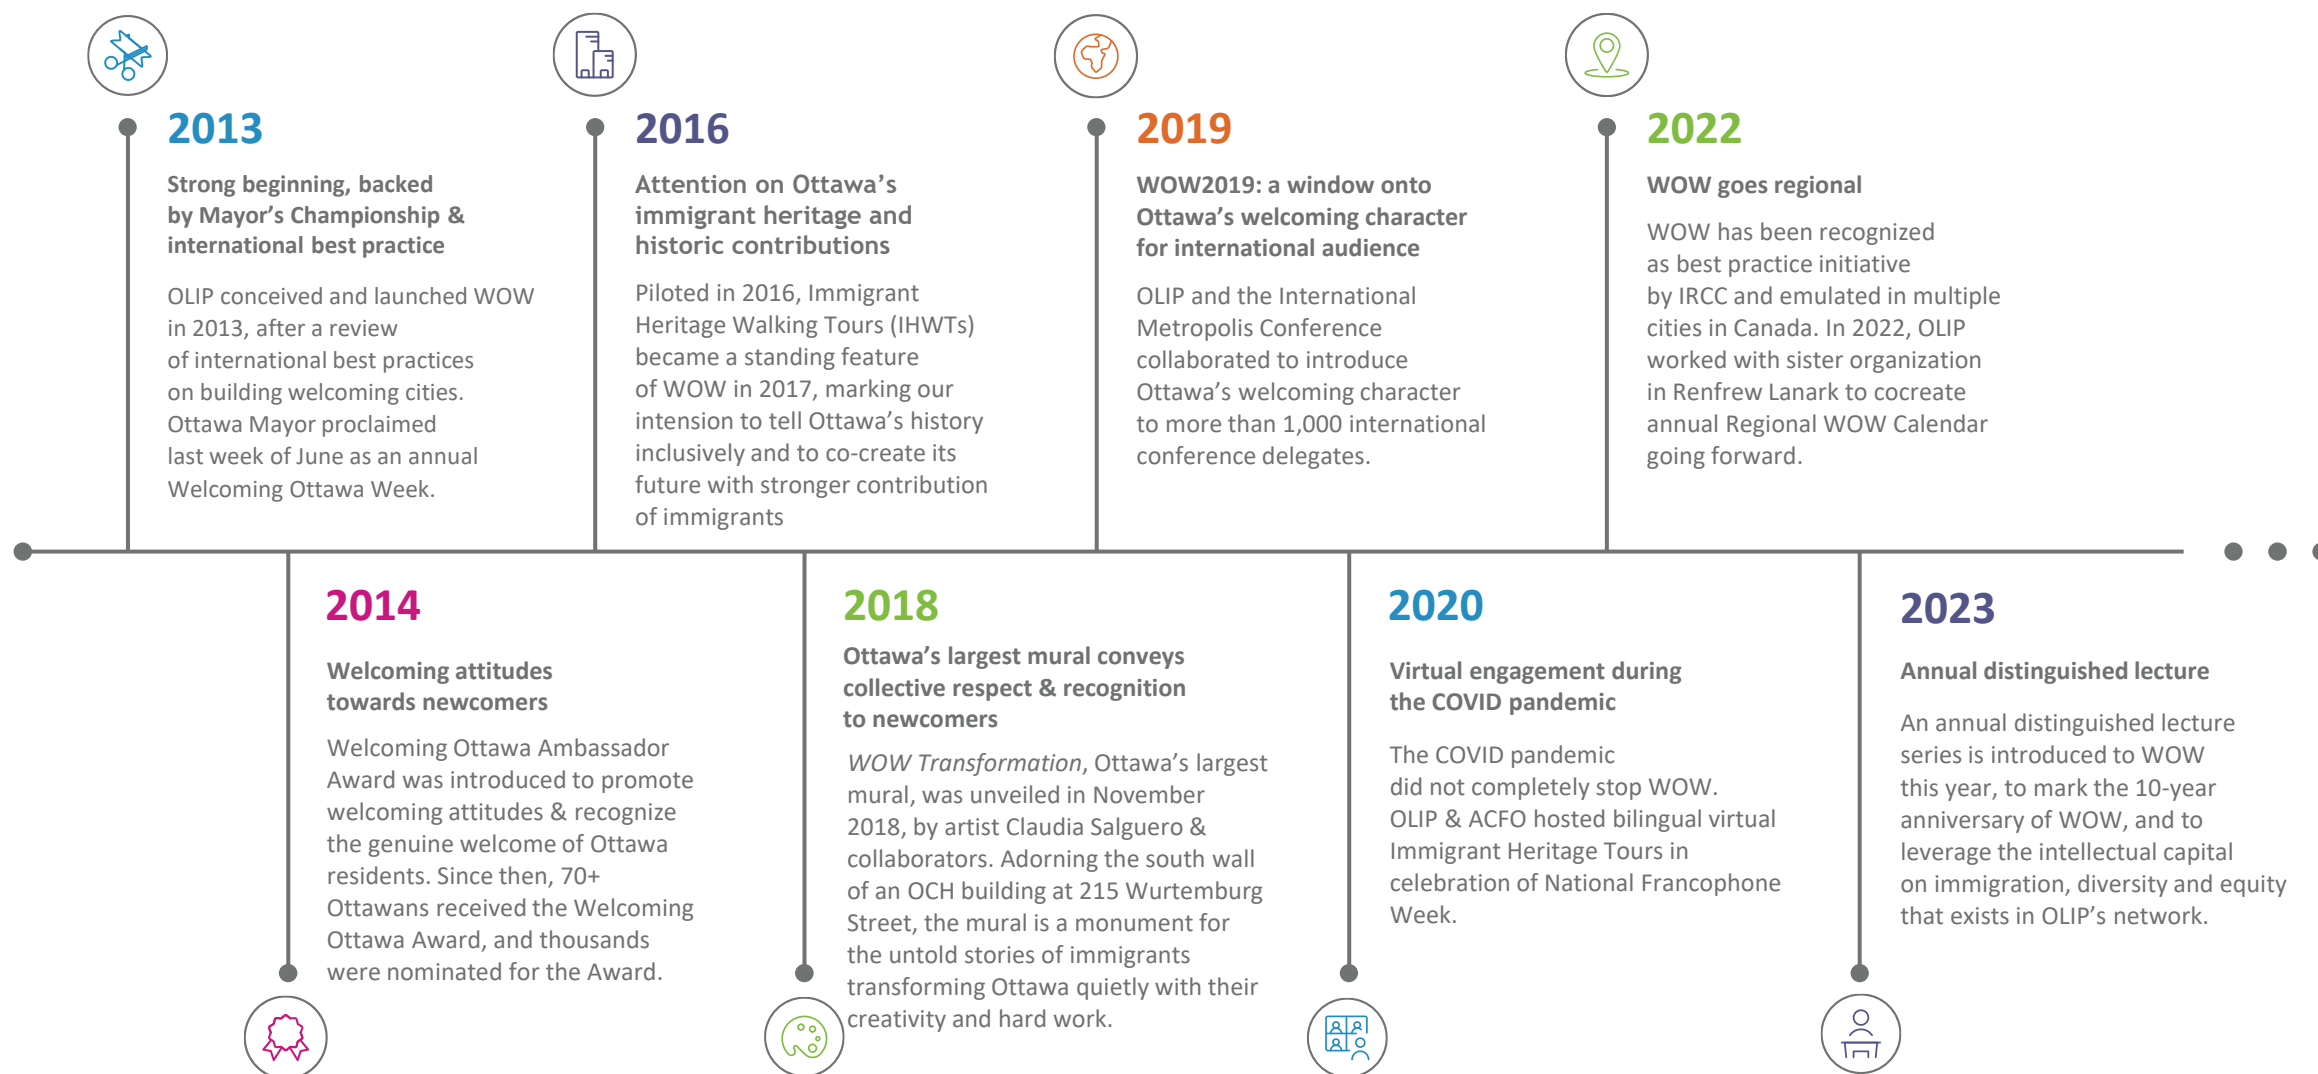 2013
Strong beginning, backed
by Mayor’s Championship &
international best practice
OLIP conceived and launched WOW
in 2013, after a review
of international best practices
on building welcoming cities.
Ottawa Mayor proclaimed
last week of June as an annual
Welcoming Ottawa Week.
2016
Attention on Ottawa’s
immigrant heritage and
historic contributions
Piloted in 2016, Immigrant
Heritage Walking Tours (IHWTs)
became a standing feature
of WOW in 2017, marking our
intension to tell Ottawa’s history
inclusively and to co-create its
future with stronger contribution
of immigrants
2019
WOW2019: a window onto
Ottawa’s welcoming character
for international audience
OLIP and the International
Metropolis Conference
collaborated to introduce
Ottawa’s welcoming character
to more than 1,000 international
conference delegates.
2022
WOW goes regional
WOW has been recognized
as best practice initiative
by IRCC and emulated in multiple
cities in Canada. In 2022, OLIP
worked with sister organization
in Renfrew Lanark to cocreate
annual Regional WOW Calendar
going forward.
2014
Welcoming attitudes
towards newcomers
Welcoming Ottawa Ambassador
Award was introduced to promote
welcoming attitudes & recognize
the genuine welcome of Ottawa
residents. Since then, 70+
Ottawans received the Welcoming
Ottawa Award, and thousands
were nominated for the Award.
2018
Ottawa’s largest mural conveys
collective respect & recognition
to newcomers
WOW Transformation, Ottawa’s largest
mural, was unveiled in November
2018, by artist Claudia Salguero &
collaborators. Adorning the south wall
of an OCH building at 215 Wurtemburg
Street, the mural is a monument for
the untold stories of immigrants
transforming Ottawa quietly with their
creativity and hard work.
2020
Virtual engagement during
the COVID pandemic
The COVID pandemic
did not completely stop WOW.
OLIP & ACFO hosted bilingual virtual
Immigrant Heritage Tours in
celebration of National Francophone
Week.
2023
Annual distinguished lecture
An annual distinguished lecture
series is introduced to WOW
this year, to mark the 10-year
anniversary of WOW, and to
leverage the intellectual capital
on immigration, diversity and equity
that exists in OLIP’s network.